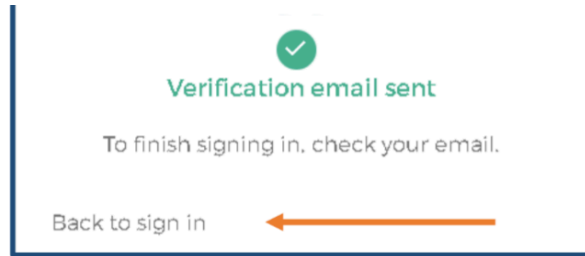 Verification email sent
To finish signing in, check your email.
Back to sign in